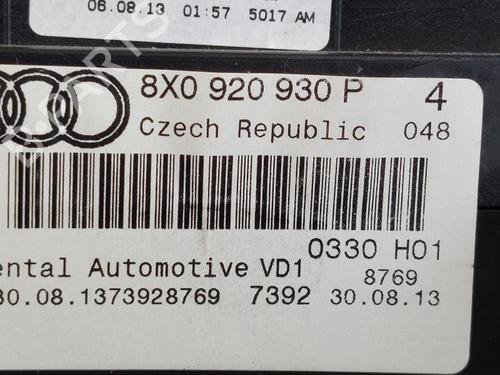 06.08.13 01:57 5017 AM
8X0 920 930 P 4
Czech Republic 048
0330 H01
ental Automotive VD1 8769
30.08.1373928769 7392 30.08.13
B-PARTS